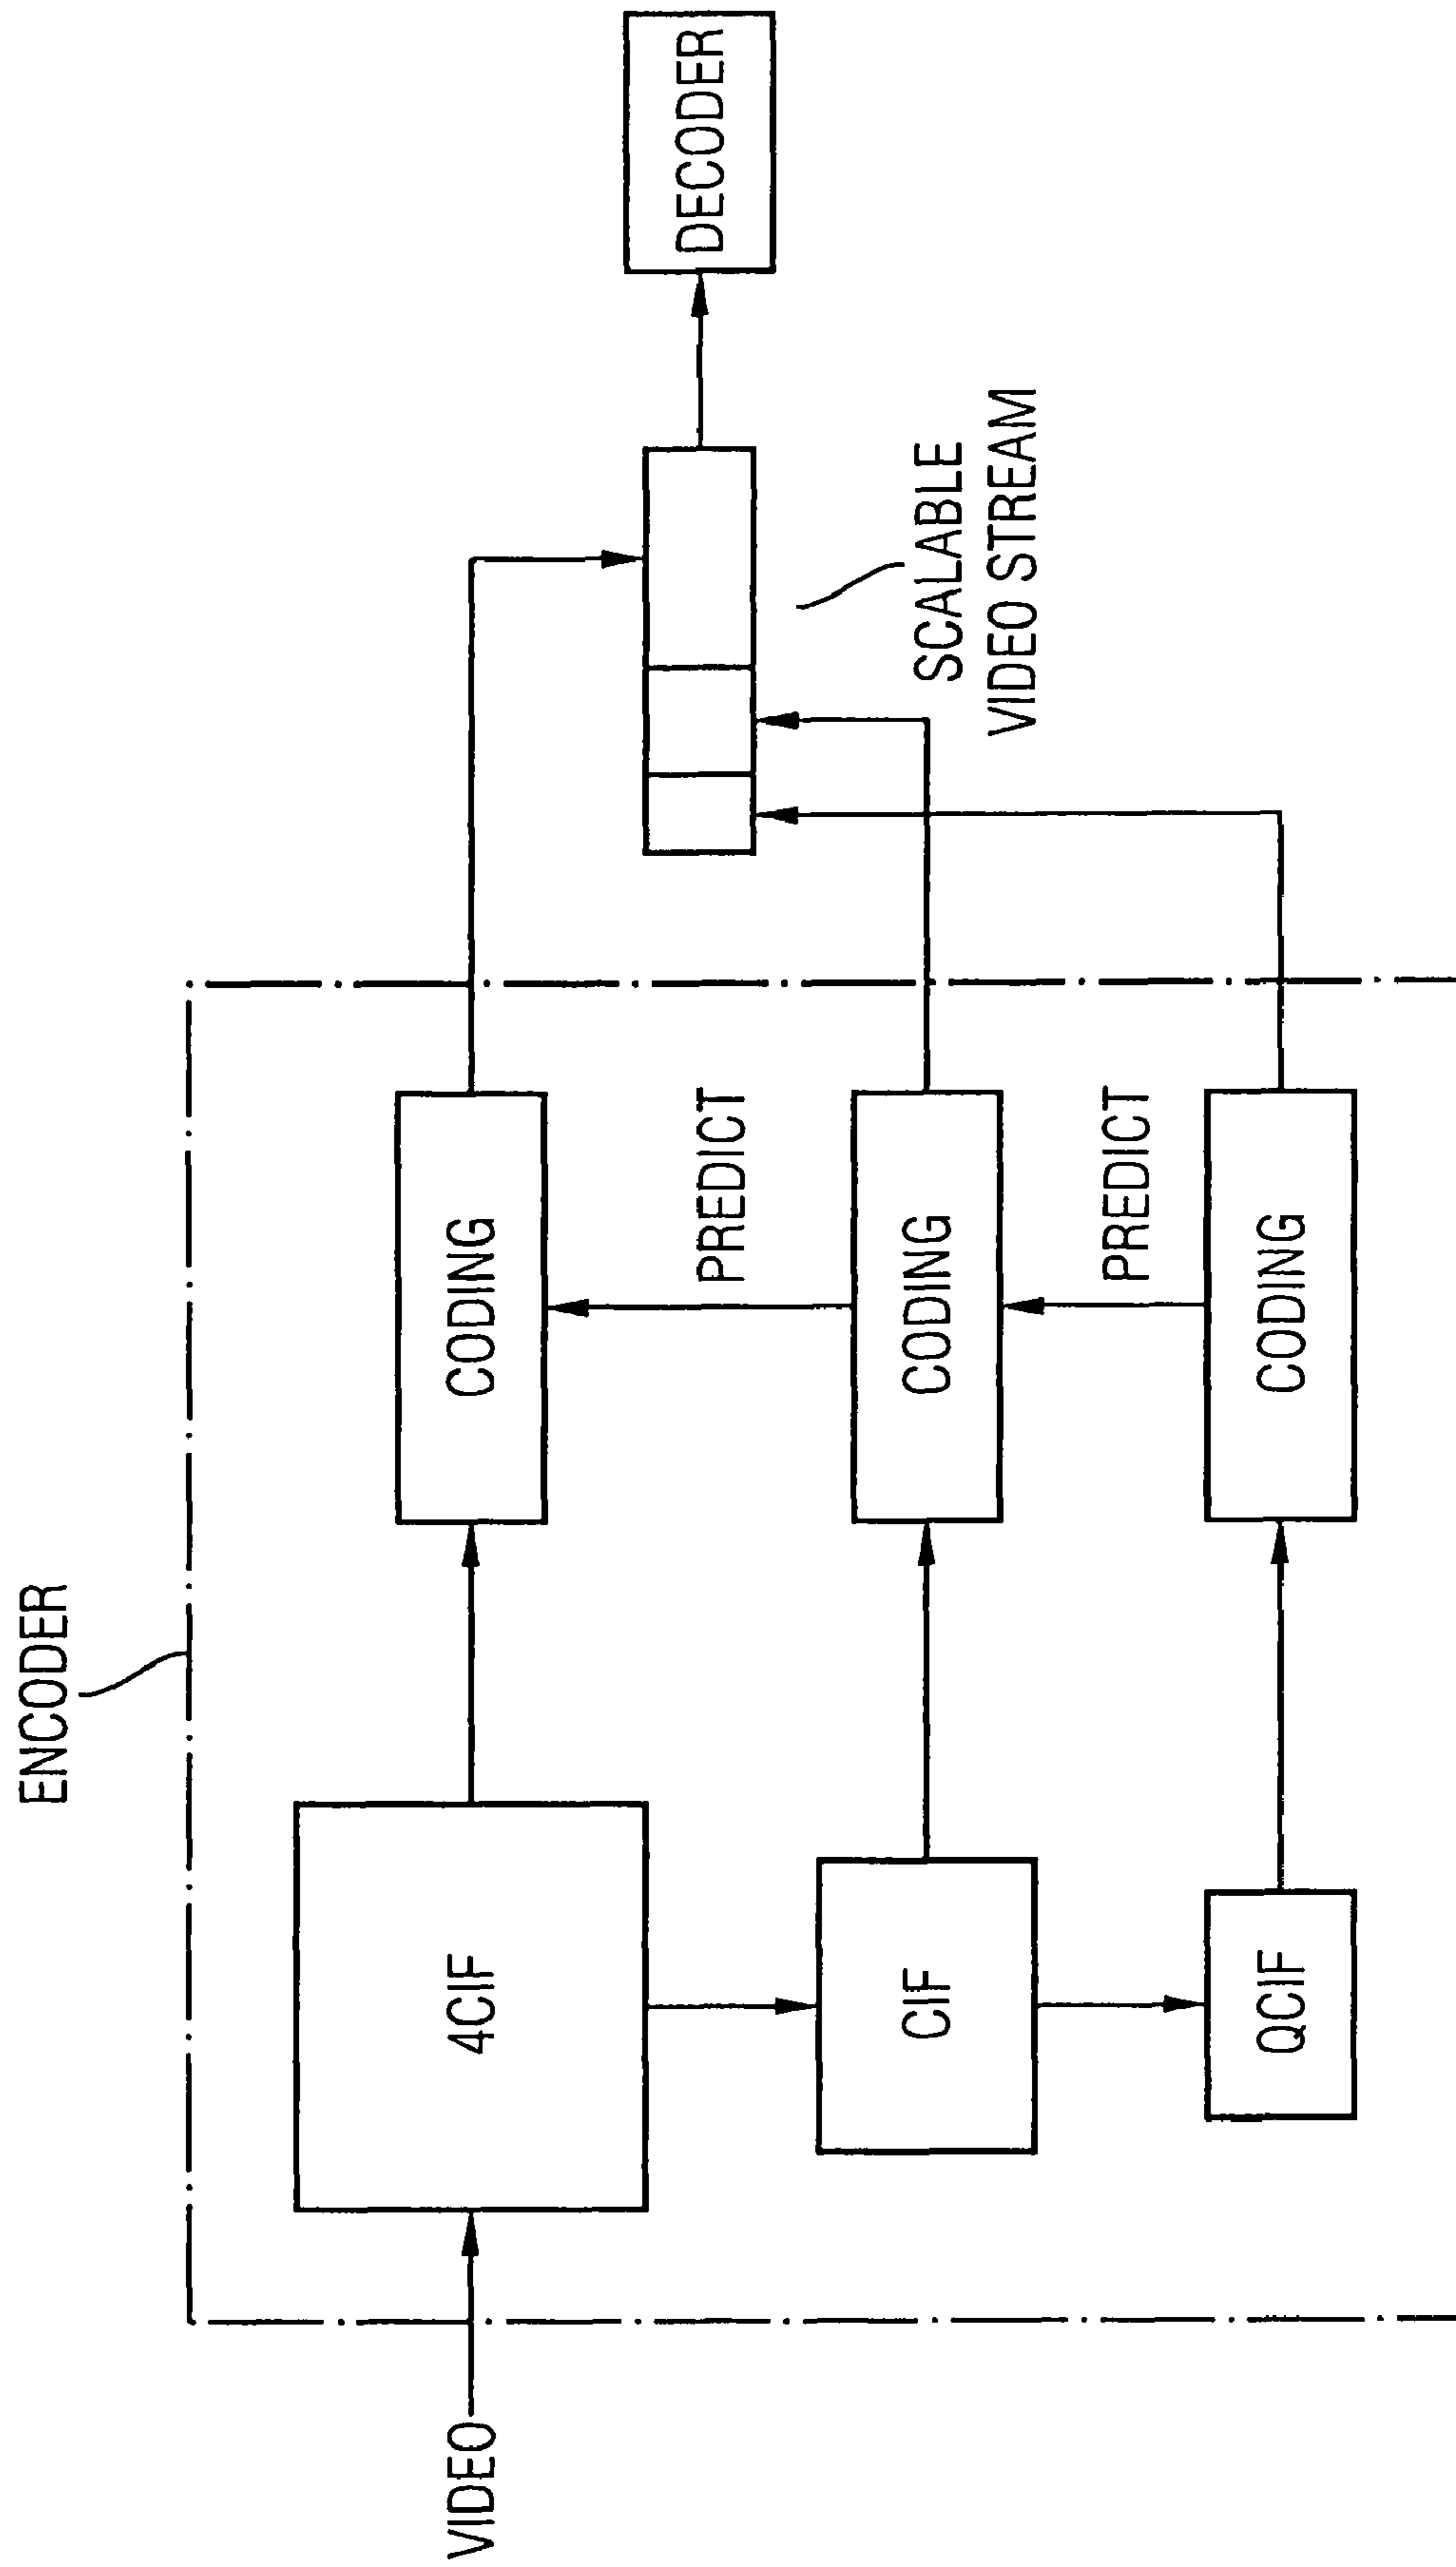 ENCODER
VIDEO
4CIF
CODING
DECODER
PREDICT
SCALABLE
VIDEO STREAM
CIF
CODING
PREDICT
QCIF
CODING